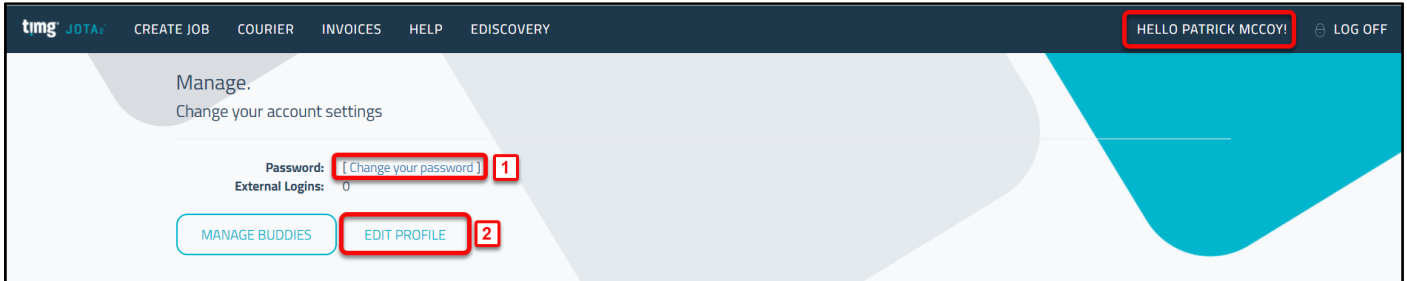 timg JOTA2 CREATE JOB COURIER INVOICES HELP EDISCOVERY HELLO PATRICK MCCOY! LOG OFF
Manage.
Change your account settings
Password: [ Change your password ] 1
External Logins: 0
MANAGE BUDDIES EDIT PROFILE 2